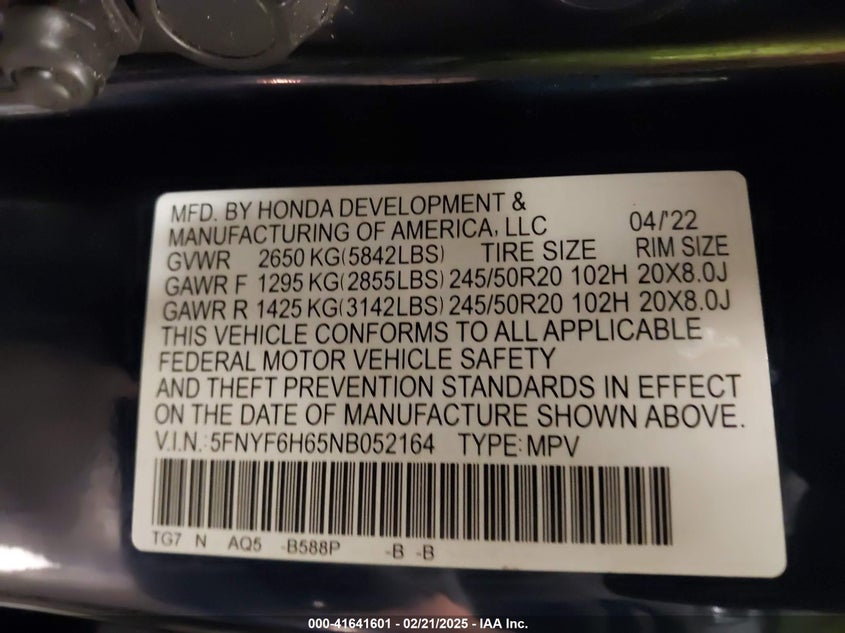 MFD. BY HONDA DEVELOPMENT &
MANUFACTURING OF AMERICA, LLC 04/'22
GVWR 2650 KG(5842LBS) TIRE SIZE RIM SIZE
GAWR F 1295 KG(2855LBS) 245/50R20 102H 20X8.0J
GAWR R 1425 KG(3142LBS) 245/50R20 102H 20X8.0J
THIS VEHICLE CONFORMS TO ALL APPLICABLE
FEDERAL MOTOR VEHICLE SAFETY
AND THEFT PREVENTION STANDARDS IN EFFECT
ON THE DATE OF MANUFACTURE SHOWN ABOVE.
V.I.N.:5FNYF6H65NB052164 TYPE:MPV
TG7 N AQ5 -B588P -B -B
000-41641601 - 02/21/2025 - IAA Inc.